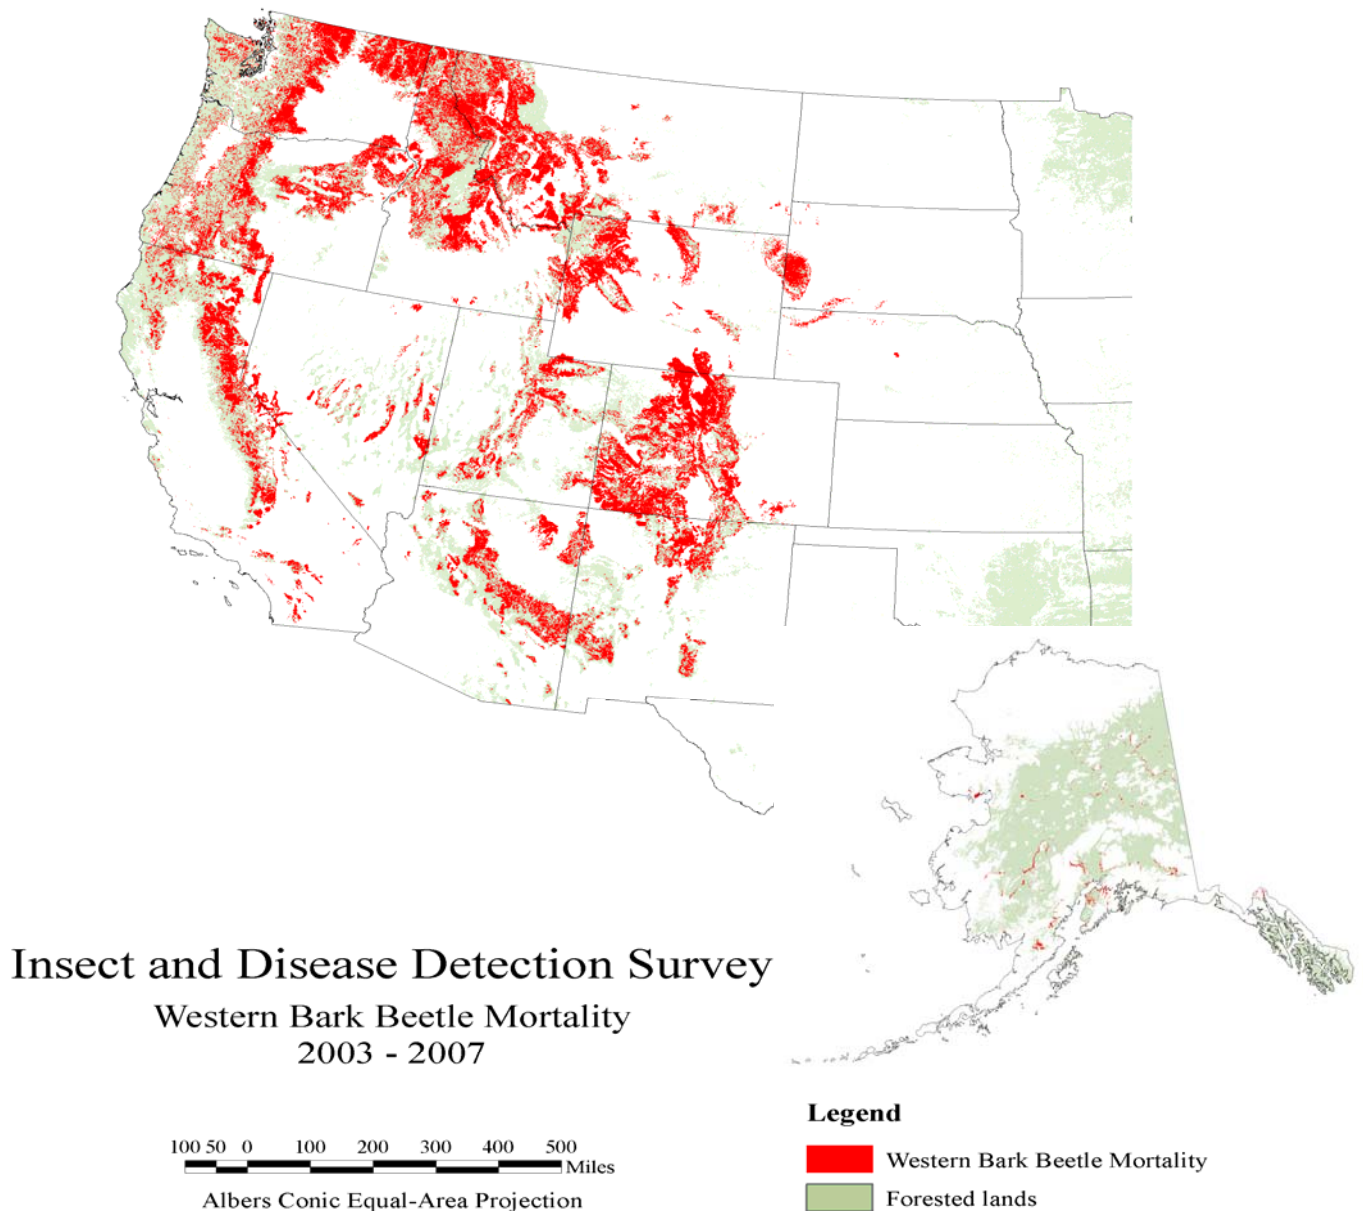 Insect and Disease Detection Survey
Western Bark Beetle Mortality
2003 - 2007
100 50 0 100 200 300 400 500
Miles
Albers Conic Equal-Area Projection
Legend
Western Bark Beetle Mortality
Forested lands